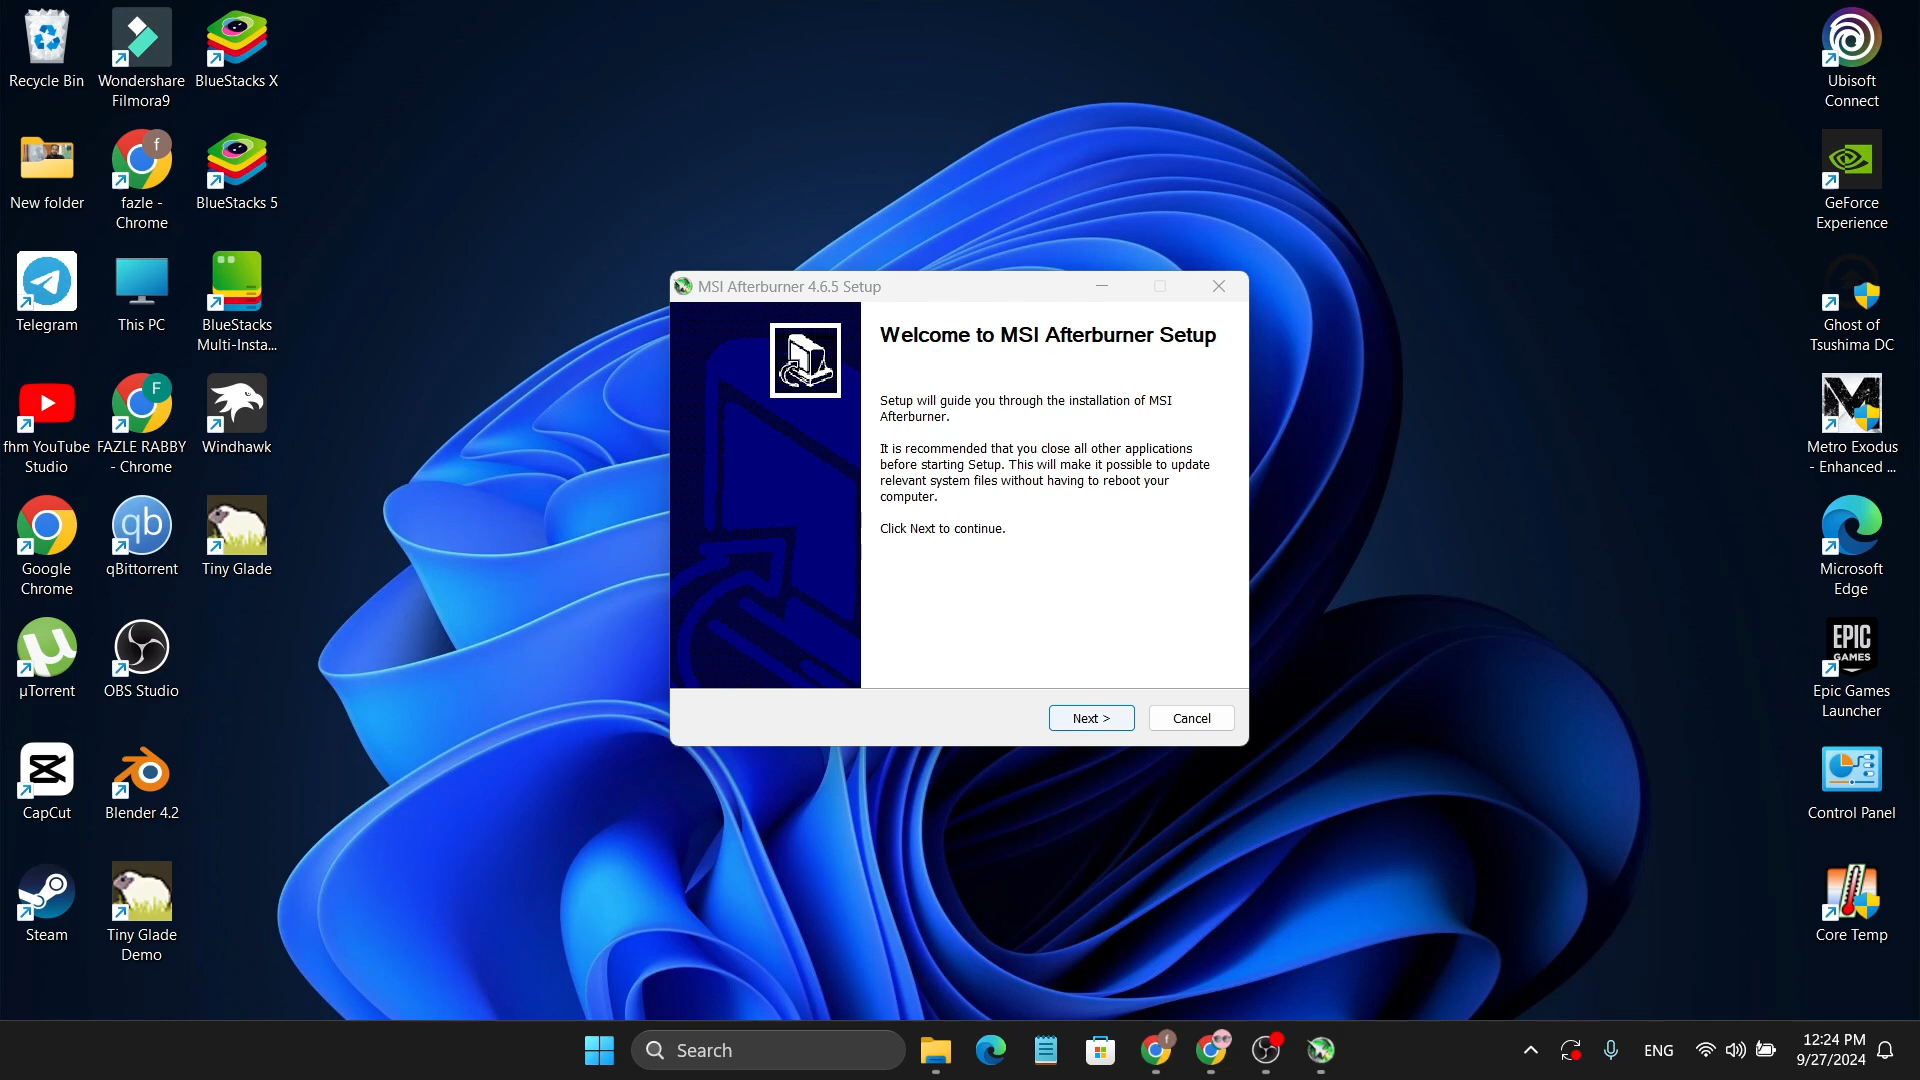 Recycle Bin
Wondershare
Filmora9
BlueStacks X
New folder
f
fazle -
Chrome
BlueStacks 5
Telegram
This PC
BlueStacks
Multi-Insta...
fhm YouTube
Studio
F
FAZLE RABBY
- Chrome
Windhawk
Google
Chrome
qb
qBittorrent
Tiny Glade
µTorrent
OBS Studio
CapCut
Blender 4.2
Steam
Tiny Glade
Demo
MSI Afterburner 4.6.5 Setup
Welcome to MSI Afterburner Setup
Setup will guide you through the installation of MSI
Afterburner.
It is recommended that you close all other applications
before starting Setup. This will make it possible to update
relevant system files without having to reboot your
computer.
Click Next to continue.
Next >
Cancel
Ubisoft
Connect
GeForce
Experience
Ghost of
Tsushima DC
Metro Exodus
- Enhanced ...
Microsoft
Edge
EPIC
GAMES
Epic Games
Launcher
Control Panel
Core Temp
Search
f
ENG
12:24 PM
9/27/2024